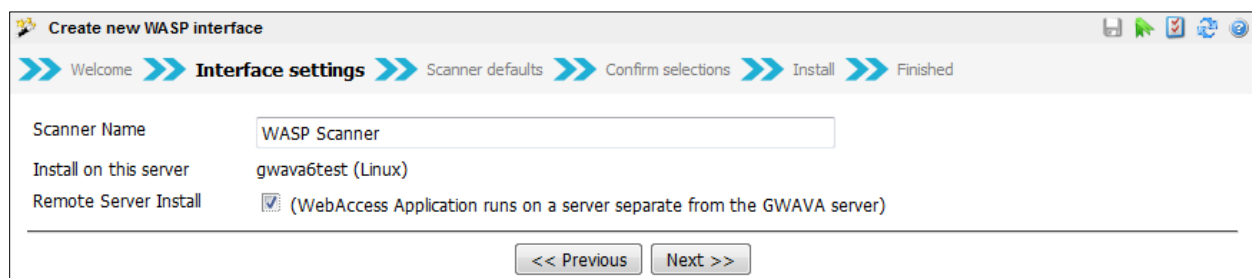 Create new WASP interface
Welcome Interface settings Scanner defaults Confirm selections Install Finished
Scanner Name WASP Scanner
Install on this server gwava6test (Linux)
Remote Server Install (WebAccess Application runs on a server separate from the GWAVA server)
<< Previous Next >>